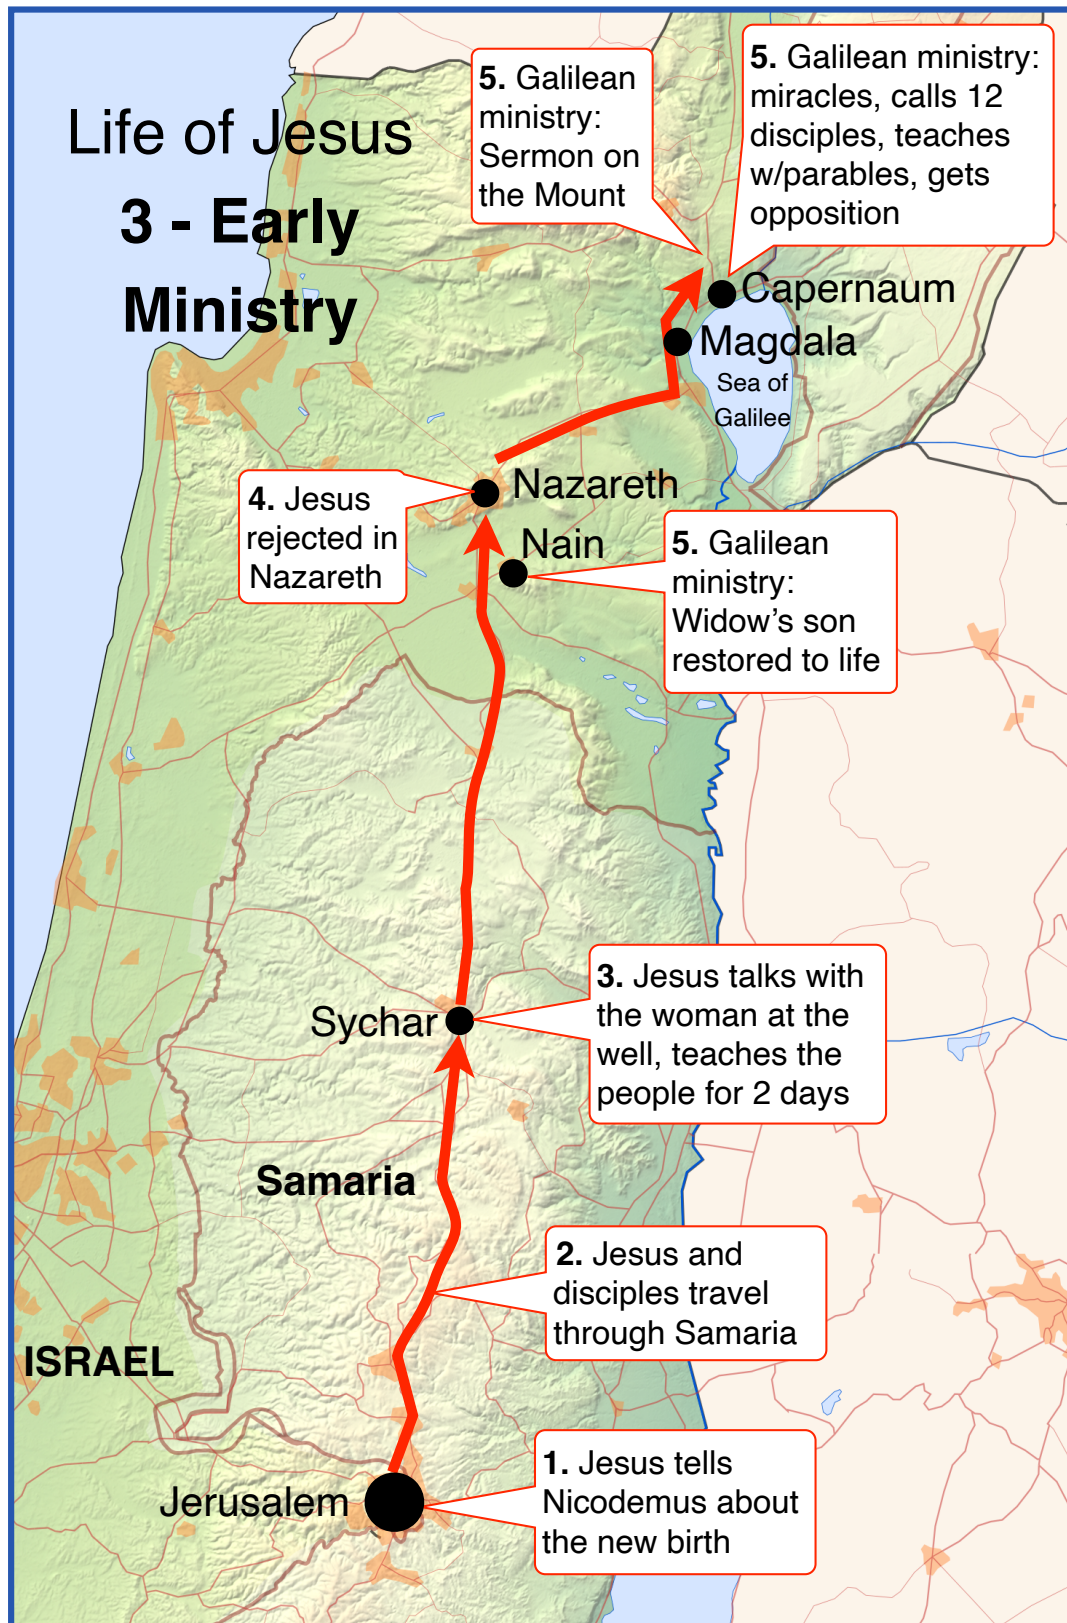 Life of Jesus
3 - Early
Ministry
5. Galilean
ministry:
Sermon on
the Mount
5. Galilean ministry:
miracles, calls 12
disciples, teaches
w/parables, gets
opposition
Capernaum
Magdala
Sea of
Galilee
4. Jesus
rejected in
Nazareth
Nazareth
Nain
5. Galilean
ministry:
Widow's son
restored to life
Sychar
3. Jesus talks with
the woman at the
well, teaches the
people for 2 days
Samaria
2. Jesus and
disciples travel
through Samaria
ISRAEL
Jerusalem
1. Jesus tells
Nicodemus about
the new birth